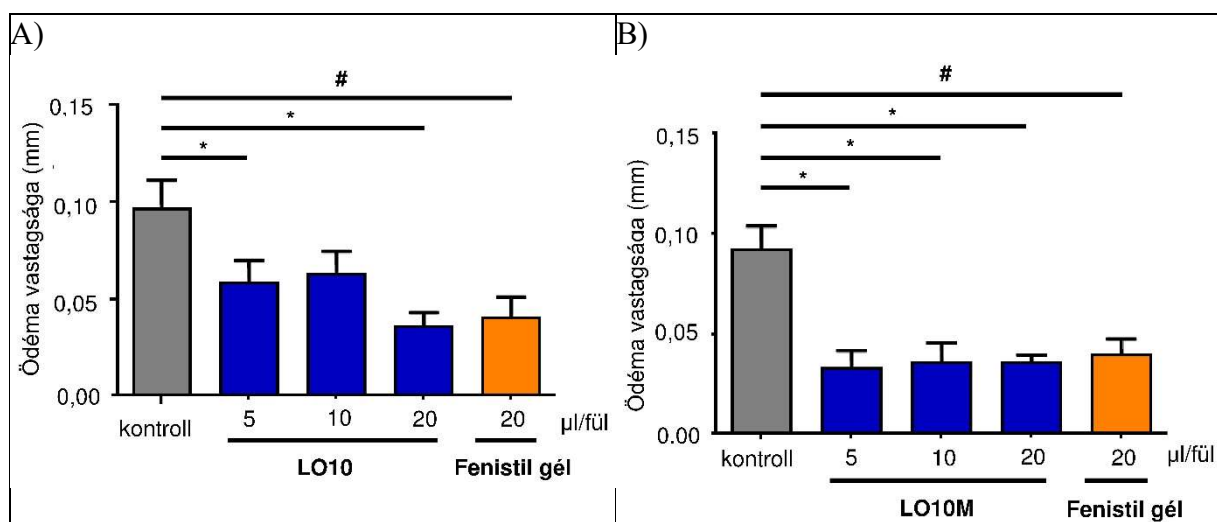 A)
#
*
*
0,15
0,10
0,05
0,00
Ödéma vastagsága (mm)
kontroll
5
10
20
20
µl/fül
LO10
Fenistil gél
B)
#
*
*
*
0,15
0,10
0,05
0.00
Ödéma vastagsága (mm)
kontroll
5
10
20
20
µl/fül
LO10M
Fenistil gél